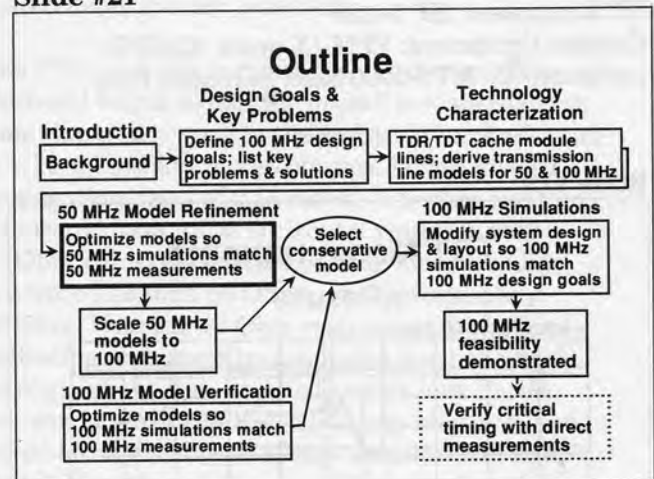 Slide #21
Outline
Introduction
Background
Design Goals &
Key Problems
Define 100 MHz design
goals; list key
problems & solutions
Technology
Characterization
TDR/TDT cache module
lines; derive transmission
line models for 50 & 100 MHz
50 MHz Model Refinement
Optimize models so
50 MHz simulations match
50 MHz measurements
Scale 50 MHz
models to
100 MHz
100 MHz Model Verification
Optimize models so
100 MHz simulations match
100 MHz measurements
Select
conservative
model
100 MHz Simulations
Modify system design
& layout so 100 MHz
simulations match
100 MHz design goals
100 MHz
feasibility
demonstrated
Verify critical
timing with direct
measurements